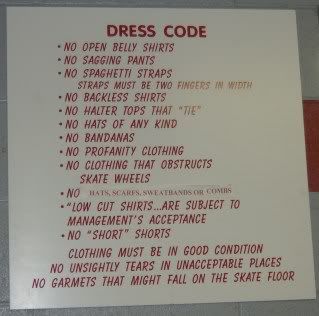 DRESS CODE
• NO OPEN BELLY SHIRTS
• NO SAGGING PANTS
• NO SPAGHETTI STRAPS
STRAPS MUST BE TWO FINGERS IN WIDTH
• NO BACKLESS SHIRTS
• NO HALTER TOPS THAT "TIE"
• NO HATS OF ANY KIND
• NO BANDANAS
• NO PROFANITY CLOTHING
• NO CLOTHING THAT OBSTRUCTS
SKATE WHEELS
• NO HATS, SCARFS, SWEATBANDS OR COMBS
• "LOW CUT SHIRTS...ARE SUBJECT TO
MANAGEMENT'S ACCEPTANCE
• NO "SHORT" SHORTS
CLOTHING MUST BE IN GOOD CONDITION
NO UNSIGHTLY TEARS IN UNACCEPTABLE PLACES
NO GARMETS THAT MIGHT FALL ON THE SKATE FLOOR